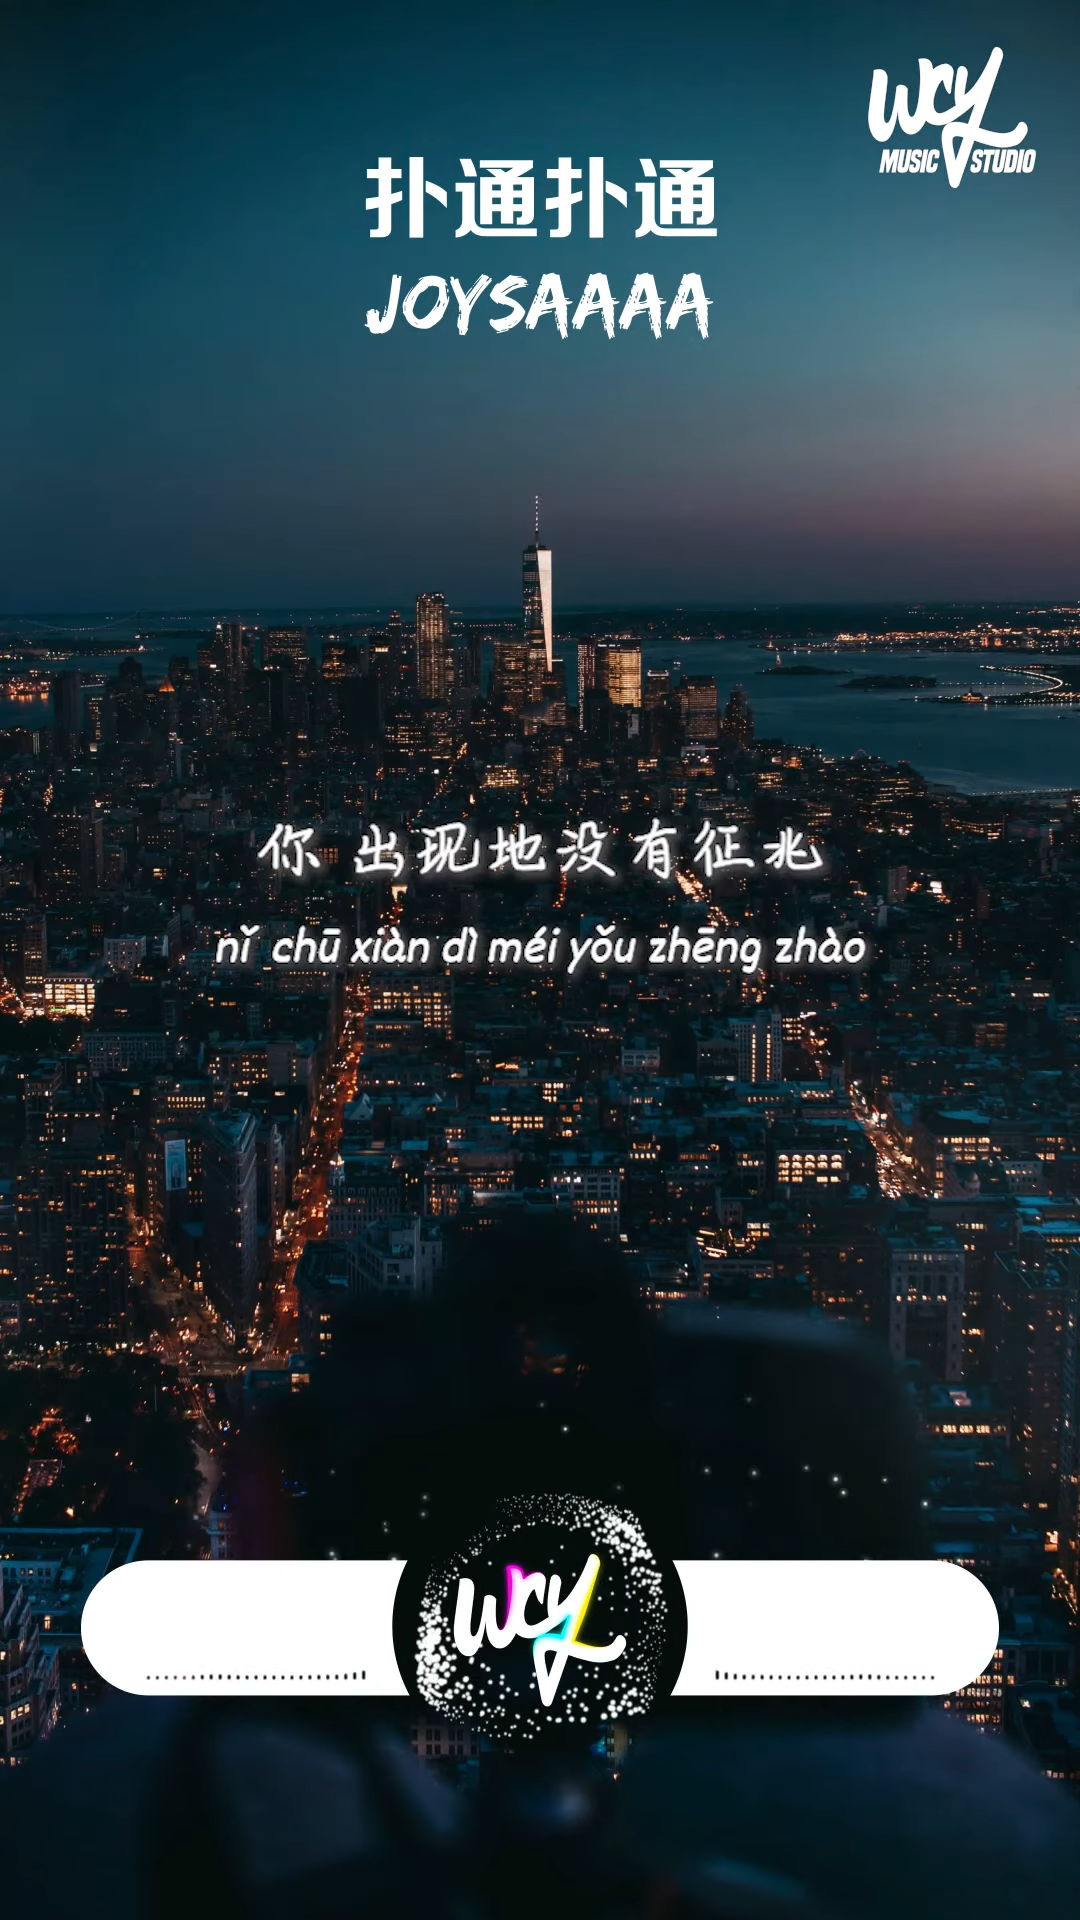 WCY
MUSIC STUDIO
扑通扑通
JOYSAAAA
你 出现地没有征兆
nǐ chū xiàn dì méi yǒu zhēng zhào
WCY